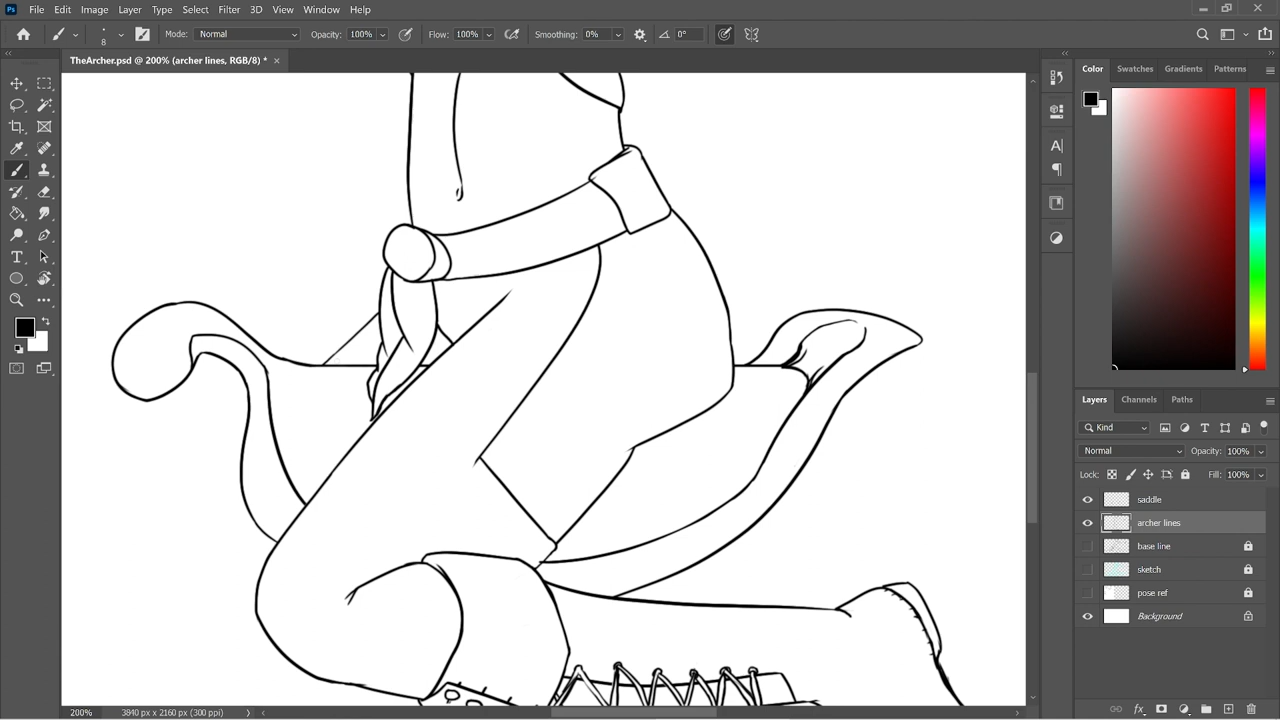 Ps File Edit Image Layer Type Select Filter 3D View Window Help
8 Mode: Normal Opacity: 100% Flow: 100% Smoothing: 0% 0°
TheArcher.psd @ 200% (archer lines, RGB/8) * ×
Color Swatches Gradients Patterns
Layers Channels Paths
Kind
Normal Opacity: 100%
Lock: Fill: 100%
saddle
archer lines
base line
sketch
pose ref
Background
200% 3840 px x 2160 px (300 ppi)